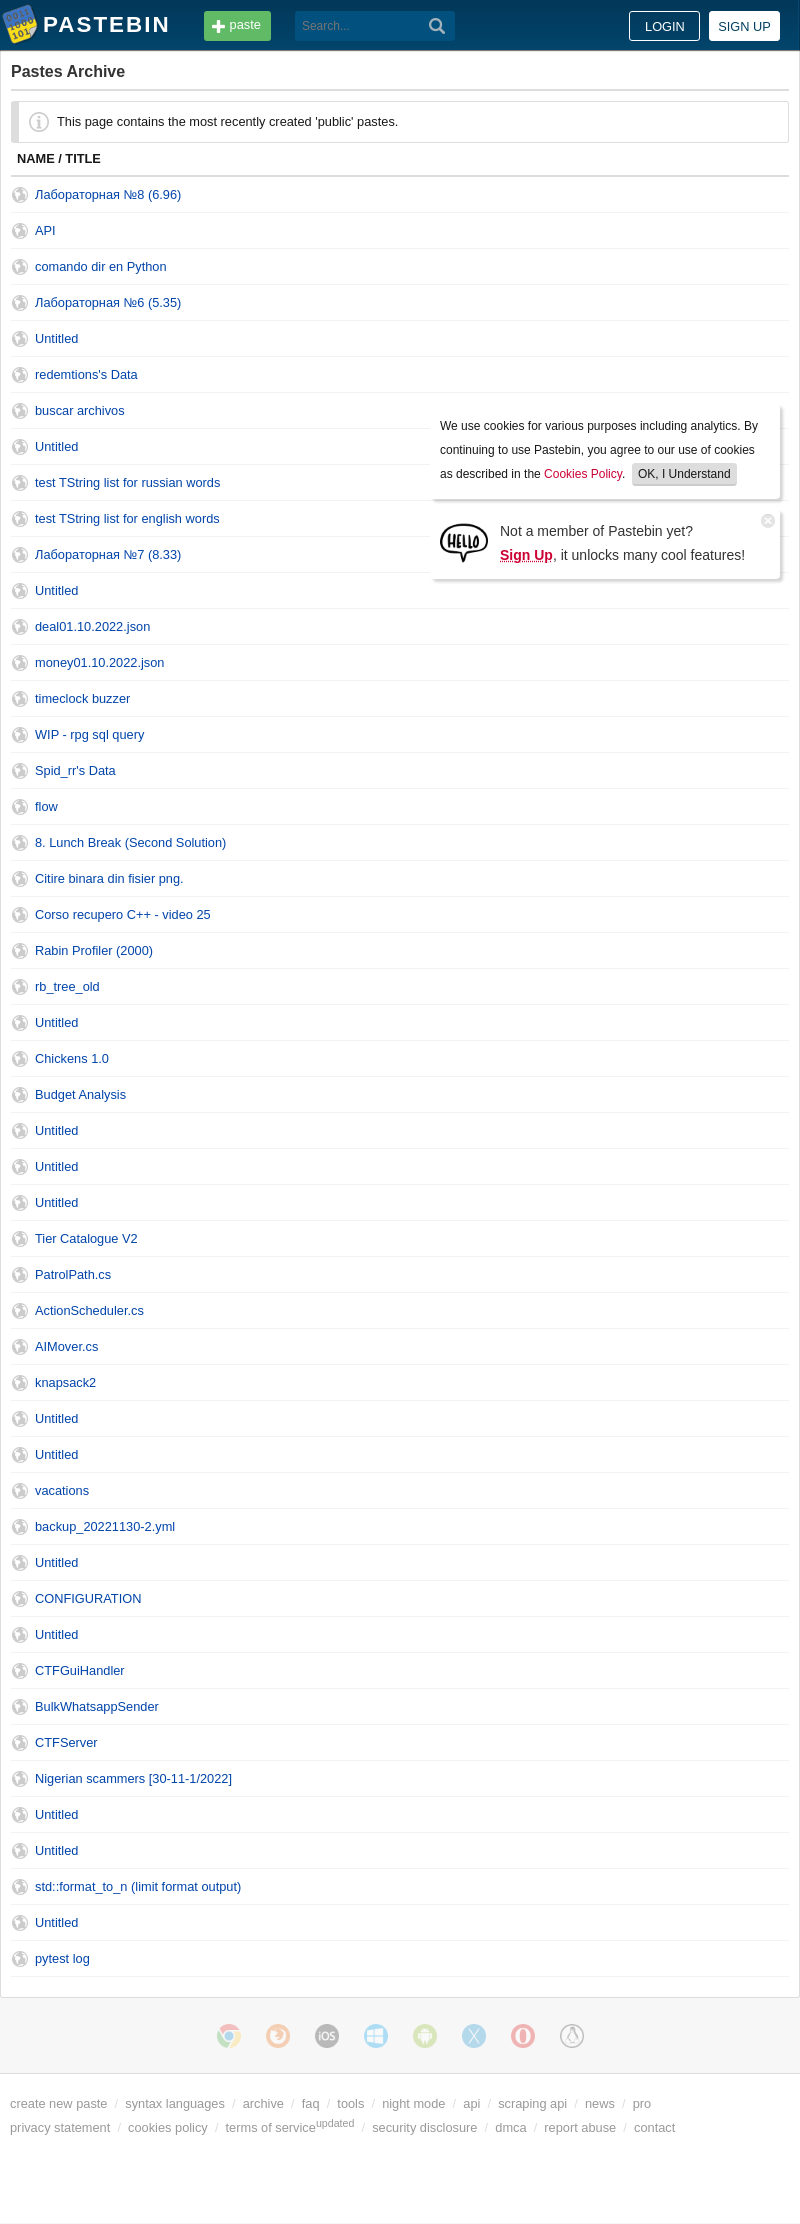 PASTEBIN
paste
Search...
LOGIN
SIGN UP
Pastes Archive
This page contains the most recently created 'public' pastes.
NAME / TITLE
Лабораторная №8 (6.96)
API
comando dir en Python
Лабораторная №6 (5.35)
Untitled
redemtions's Data
buscar archivos
Untitled
test TString list for russian words
test TString list for english words
Лабораторная №7 (8.33)
Untitled
We use cookies for various purposes including analytics. By
continuing to use Pastebin, you agree to our use of cookies
as described in the Cookies Policy. OK, I Understand
HELLO
Not a member of Pastebin yet?
Sign Up, it unlocks many cool features!
deal01.10.2022.json
money01.10.2022.json
timeclock buzzer
WIP - rpg sql query
Spid_rr's Data
flow
8. Lunch Break (Second Solution)
Citire binara din fisier png.
Corso recupero C++ - video 25
Rabin Profiler (2000)
rb_tree_old
Untitled
Chickens 1.0
Budget Analysis
Untitled
Untitled
Untitled
Tier Catalogue V2
PatrolPath.cs
ActionScheduler.cs
AIMover.cs
knapsack2
Untitled
Untitled
vacations
backup_20221130-2.yml
Untitled
CONFIGURATION
Untitled
CTFGuiHandler
BulkWhatsappSender
CTFServer
Nigerian scammers [30-11-1/2022]
Untitled
Untitled
std::format_to_n (limit format output)
Untitled
pytest log
iOS
create new paste / syntax languages / archive / faq / tools / night mode / api / scraping api / news / pro
privacy statement / cookies policy / terms of service updated / security disclosure / dmca / report abuse / contact